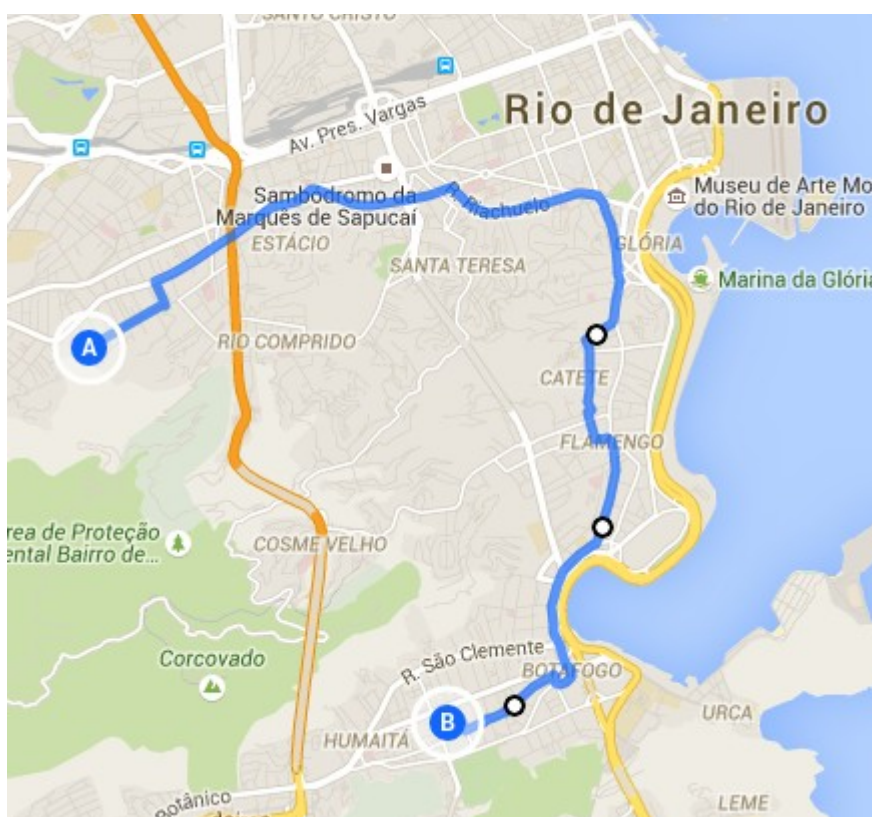 SANTO CRISTO
Av. Pres. Vargas
Rio de Janeiro
Sambodromo da
Marquês de Sapucaí
R. Riachuelo
Museu de Arte Mo
do Rio de Janeiro
ESTÁCIO
GLÓRIA
SANTA TERESA
Marina da Glória
A
RIO COMPRIDO
CATETE
FLAMENGO
rea de Proteção
ental Bairro de...
COSME VELHO
Corcovado
R. São Clemente
BOTAFOGO
B
HUMAITÁ
URCA
Botânico
LEME